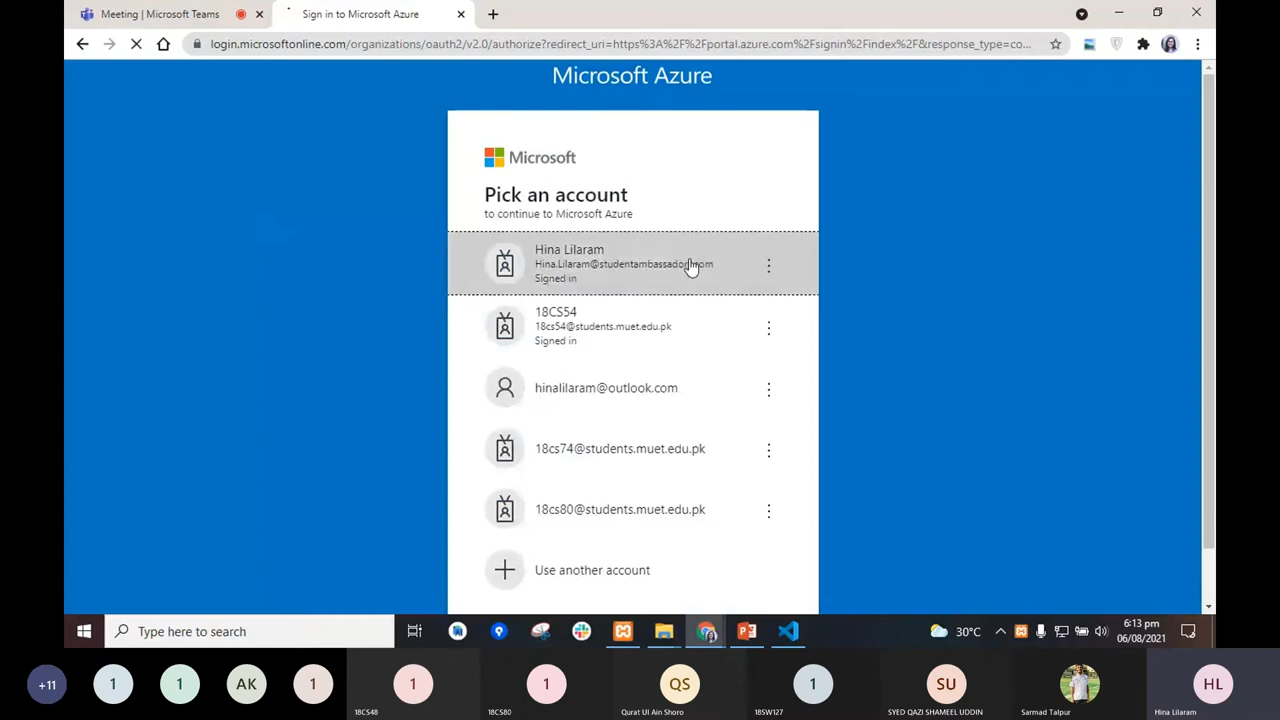 Meeting | Microsoft Teams
Sign in to Microsoft Azure
login.microsoftonline.com/organizations/oauth2/v2.0/authorize?redirect_uri=https%3A%2F%2Fportal.azure.com%2Fsignin%2Findex%2F&response_type=co...
Microsoft Azure
Microsoft
Pick an account
to continue to Microsoft Azure
Hina Lilaram
Signed in
18CS54
18cs54@students.muet.edu.pk
Signed in
hinalilaram@outlook.com
18cs74@students.muet.edu.pk
18cs80@students.muet.edu.pk
Use another account
Type here to search
30°C
6:13 pm
06/08/2021
+11
1
1
AK
1
1
18CS48
1
18CS80
QS
Qurat Ul Ain Shoro
1
18SW127
SU
SYED QAZI SHAMEEL UDDIN
Sarmad Talpur
HL
Hina Lilaram